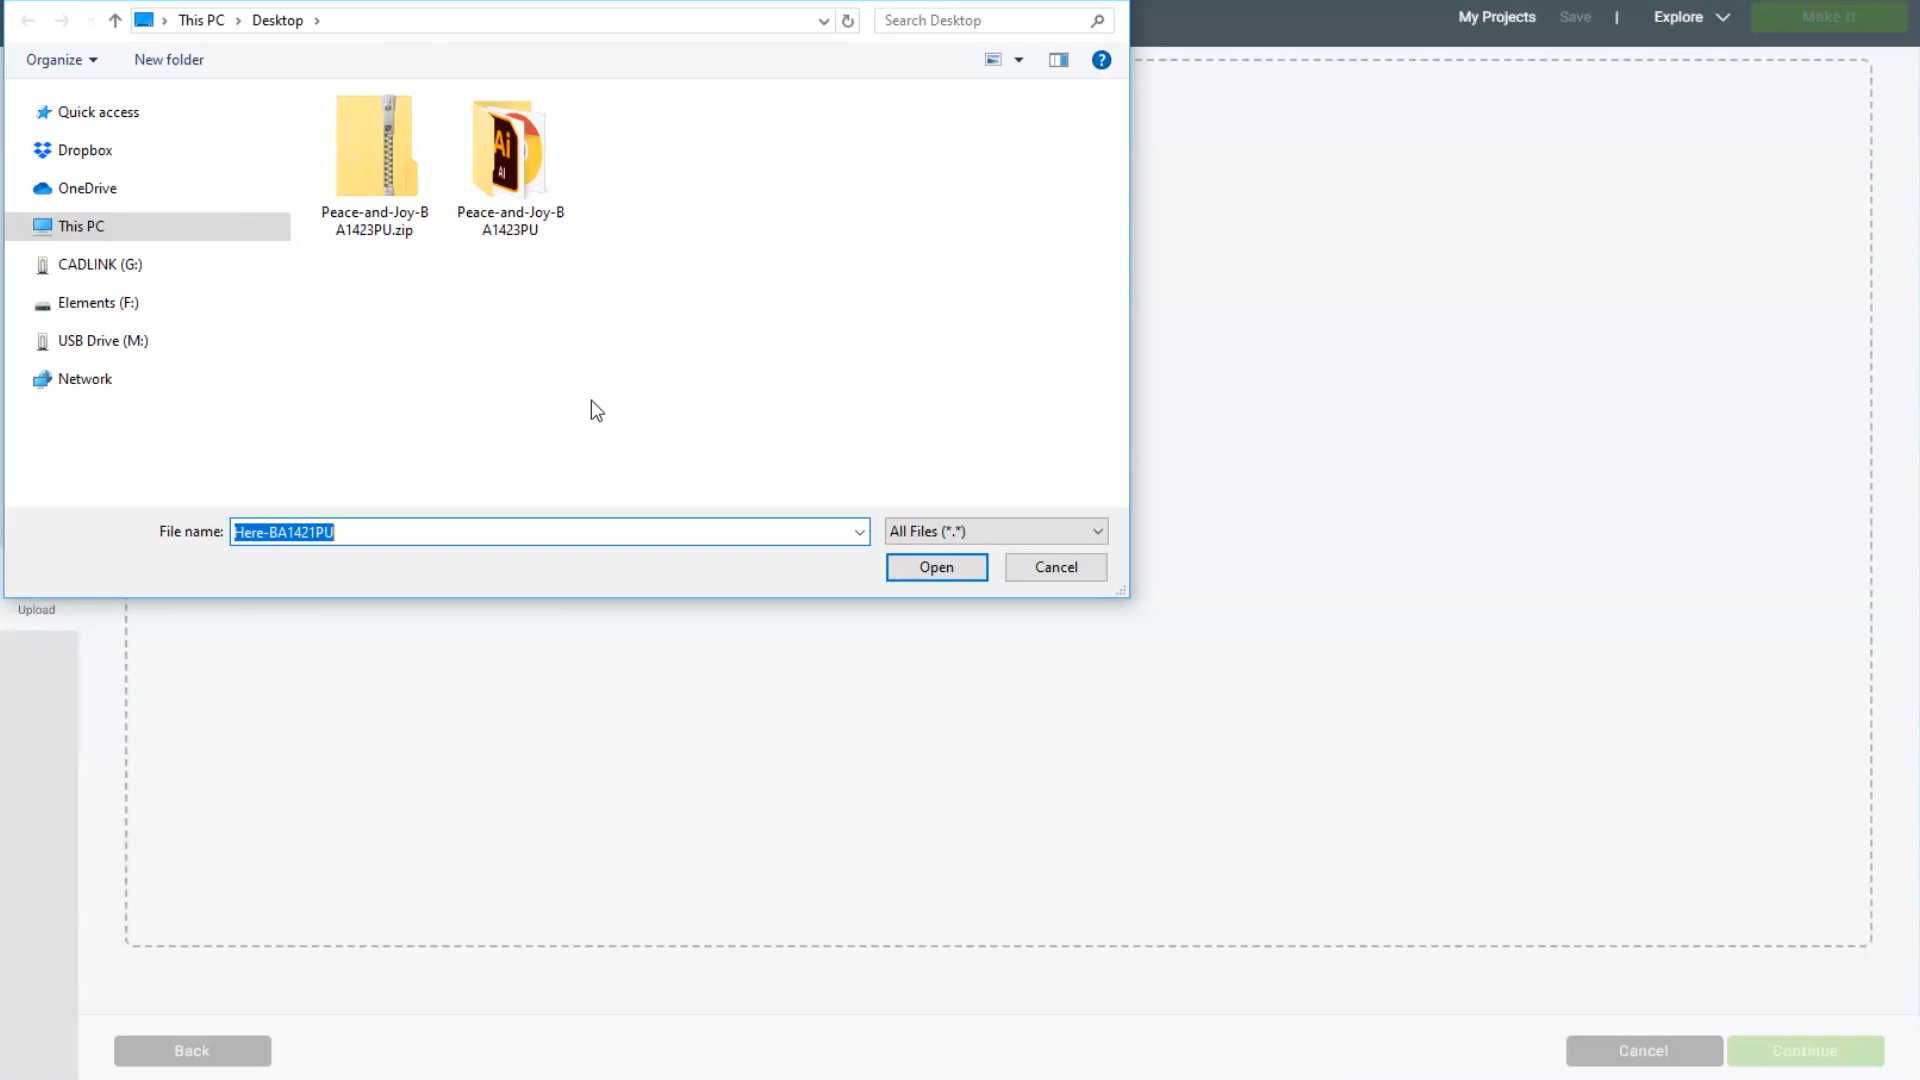 This PC > Desktop >
Search Desktop
My Projects
Save
|
Explore
Make It
Organize
New folder
?
Quick access
Dropbox
OneDrive
This PC
CADLINK (G:)
Elements (F:)
USB Drive (M:)
Network
Ai
AI
Peace-and-Joy-B
A1423PU.zip
Peace-and-Joy-B
A1423PU
File name:
Here-BA1421PU
All Files (*.*)
Open
Cancel
Upload
Back
Cancel
Continue